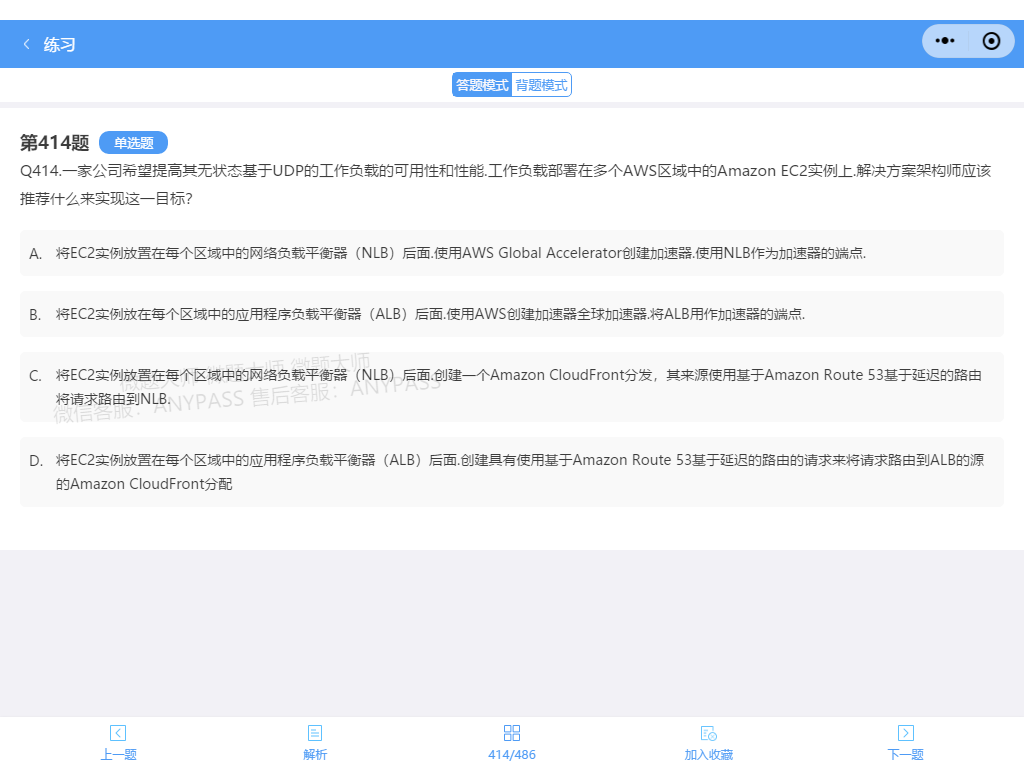 练习
答题模式 背题模式
第414题 单选题
Q414.一家公司希望提高其无状态基于UDP的工作负载的可用性和性能.工作负载部署在多个AWS区域中的Amazon EC2实例上.解决方案架构师应该
推荐什么来实现这一目标?
A. 将EC2实例放置在每个区域中的网络负载平衡器（NLB）后面.使用AWS Global Accelerator创建加速器.使用NLB作为加速器的端点.
B. 将EC2实例放在每个区域中的应用程序负载平衡器（ALB）后面.使用AWS创建加速器全球加速器.将ALB用作加速器的端点.
微题大师 微题大师 微题大师
C. 将EC2实例放置在每个区域中的网络负载平衡器（NLB）后面.创建一个Amazon CloudFront分发，其来源使用基于Amazon Route 53基于延迟的路由
将请求路由到NLB.
微信客服：ANYPASS 售后客服：ANYPASS
D. 将EC2实例放置在每个区域中的应用程序负载平衡器（ALB）后面.创建具有使用基于Amazon Route 53基于延迟的路由的请求来将请求路由到ALB的源
的Amazon CloudFront分配
上一题 解析 414/486 加入收藏 下一题